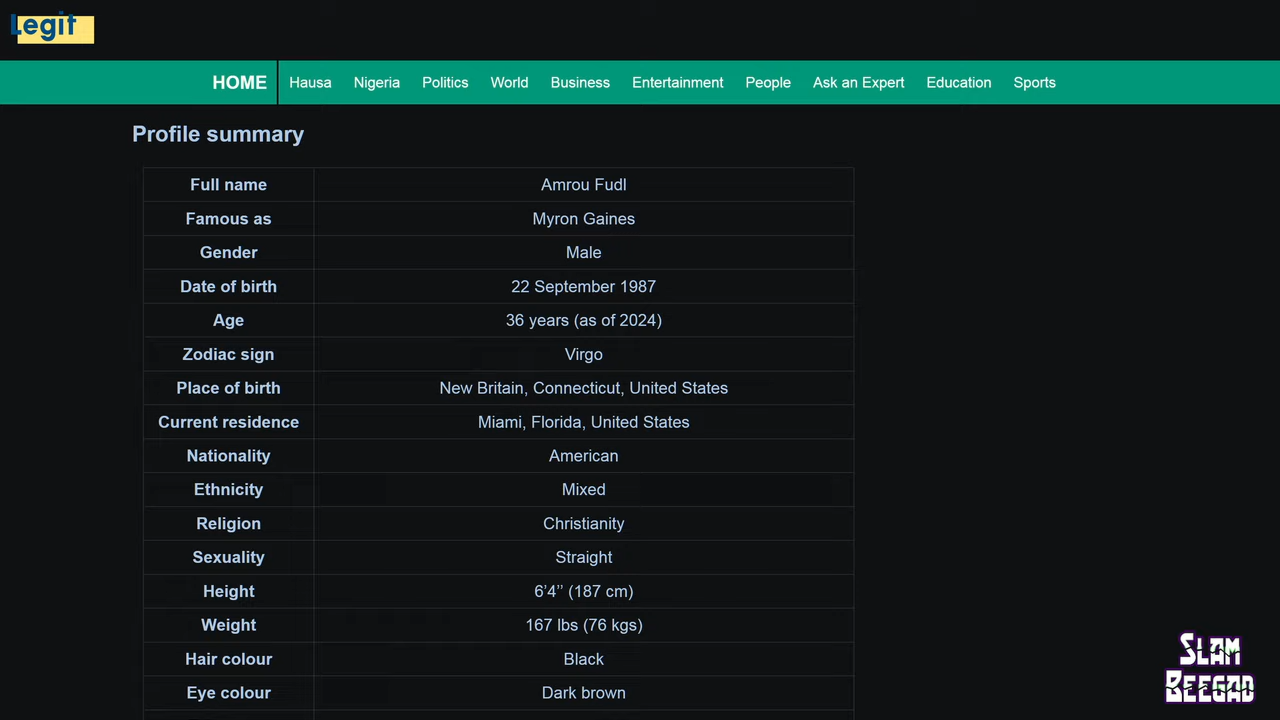 Legit
HOME Hausa Nigeria Politics World Business Entertainment People Ask an Expert Education Sports
Profile summary
Full name Amrou Fudl
Famous as Myron Gaines
Gender Male
Date of birth 22 September 1987
Age 36 years (as of 2024)
Zodiac sign Virgo
Place of birth New Britain, Connecticut, United States
Current residence Miami, Florida, United States
Nationality American
Ethnicity Mixed
Religion Christianity
Sexuality Straight
Height 6’4’’ (187 cm)
Weight 167 lbs (76 kgs)
Hair colour Black
Eye colour Dark brown
SLAM
BEEGAD